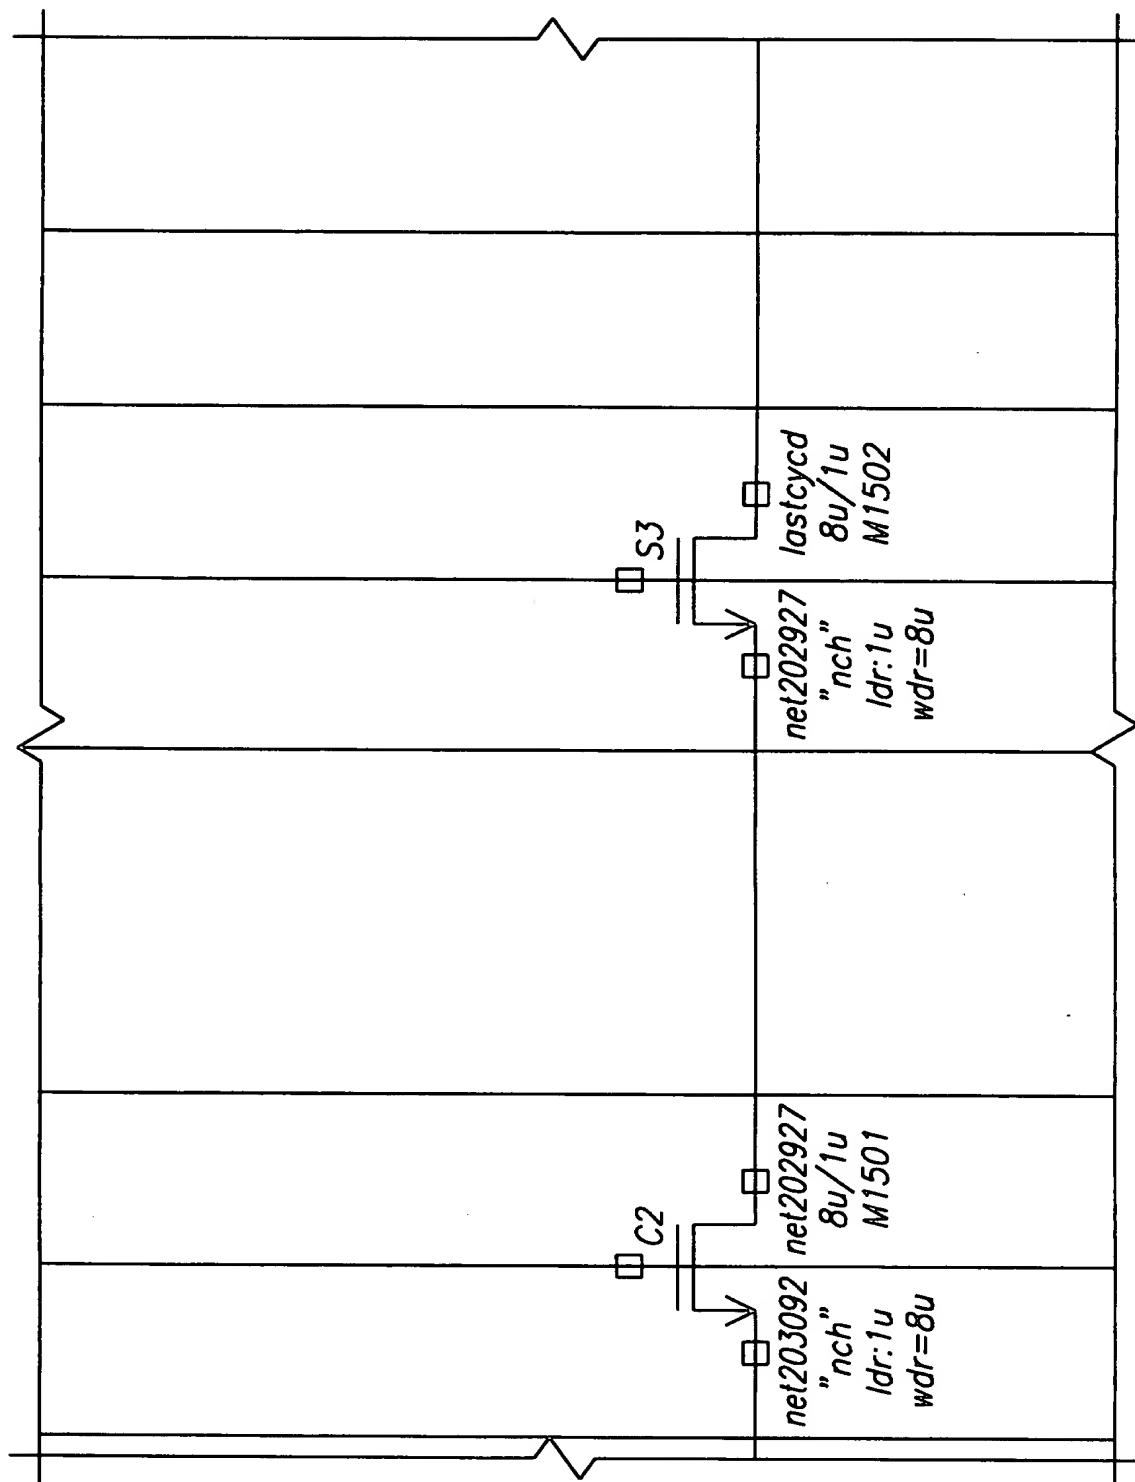 C2
net203092
"nch"
ldr:1u
wdr=8u
net202927
8u/1u
M1501
S3
net202927
"nch"
ldr:1u
wdr=8u
lastcycd
8u/1u
M1502